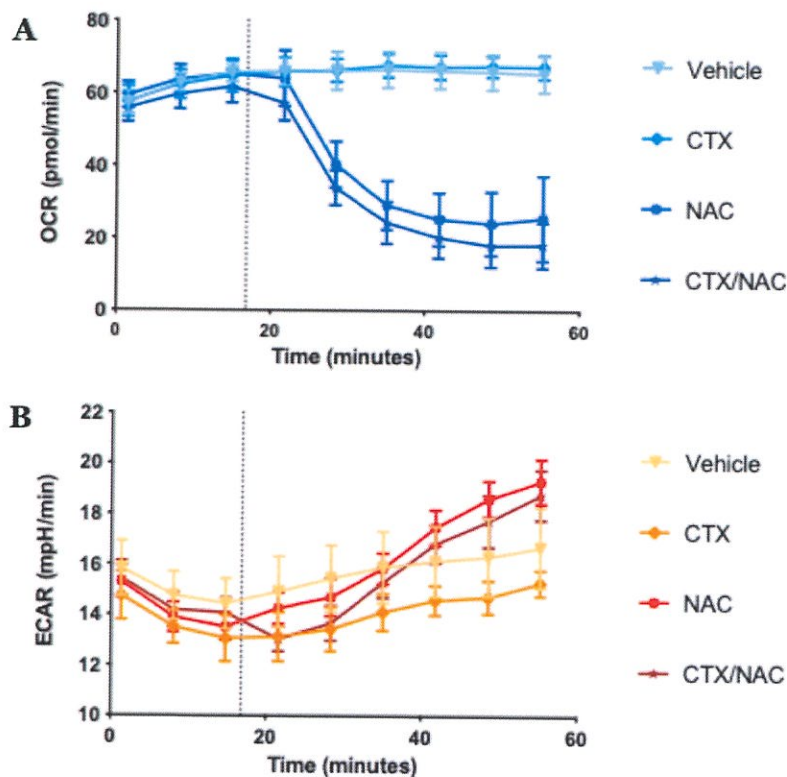 A
OCR (pmol/min)
80
60
40
20
0
0 20 40 60
Time (minutes)
Vehicle
CTX
NAC
CTX/NAC
B
ECAR (mpH/min)
22
20
18
16
14
12
10
0 20 40 60
Time (minutes)
Vehicle
CTX
NAC
CTX/NAC